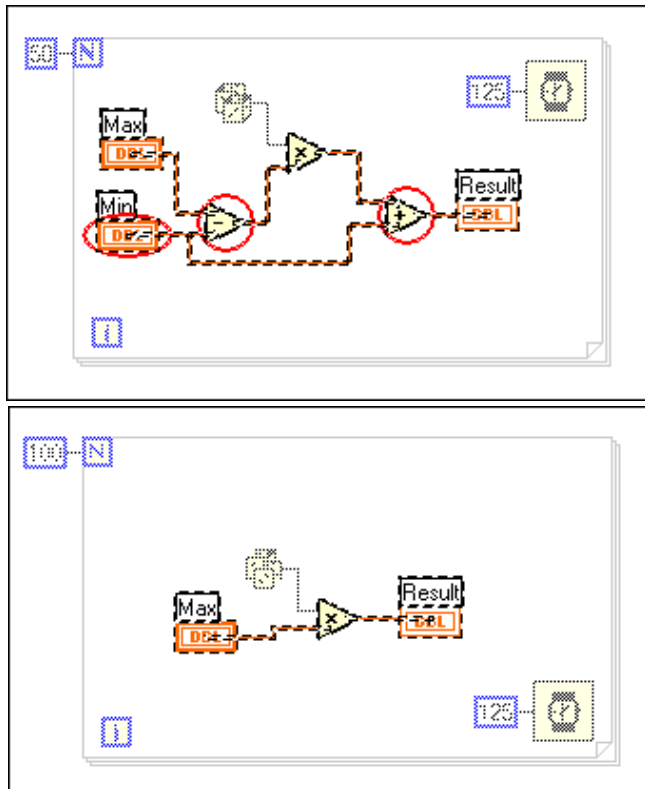 50 N
125
Max
DBL
Min
DBL
Result
DBL
i
100 N
Max
DBL
Result
DBL
125
i